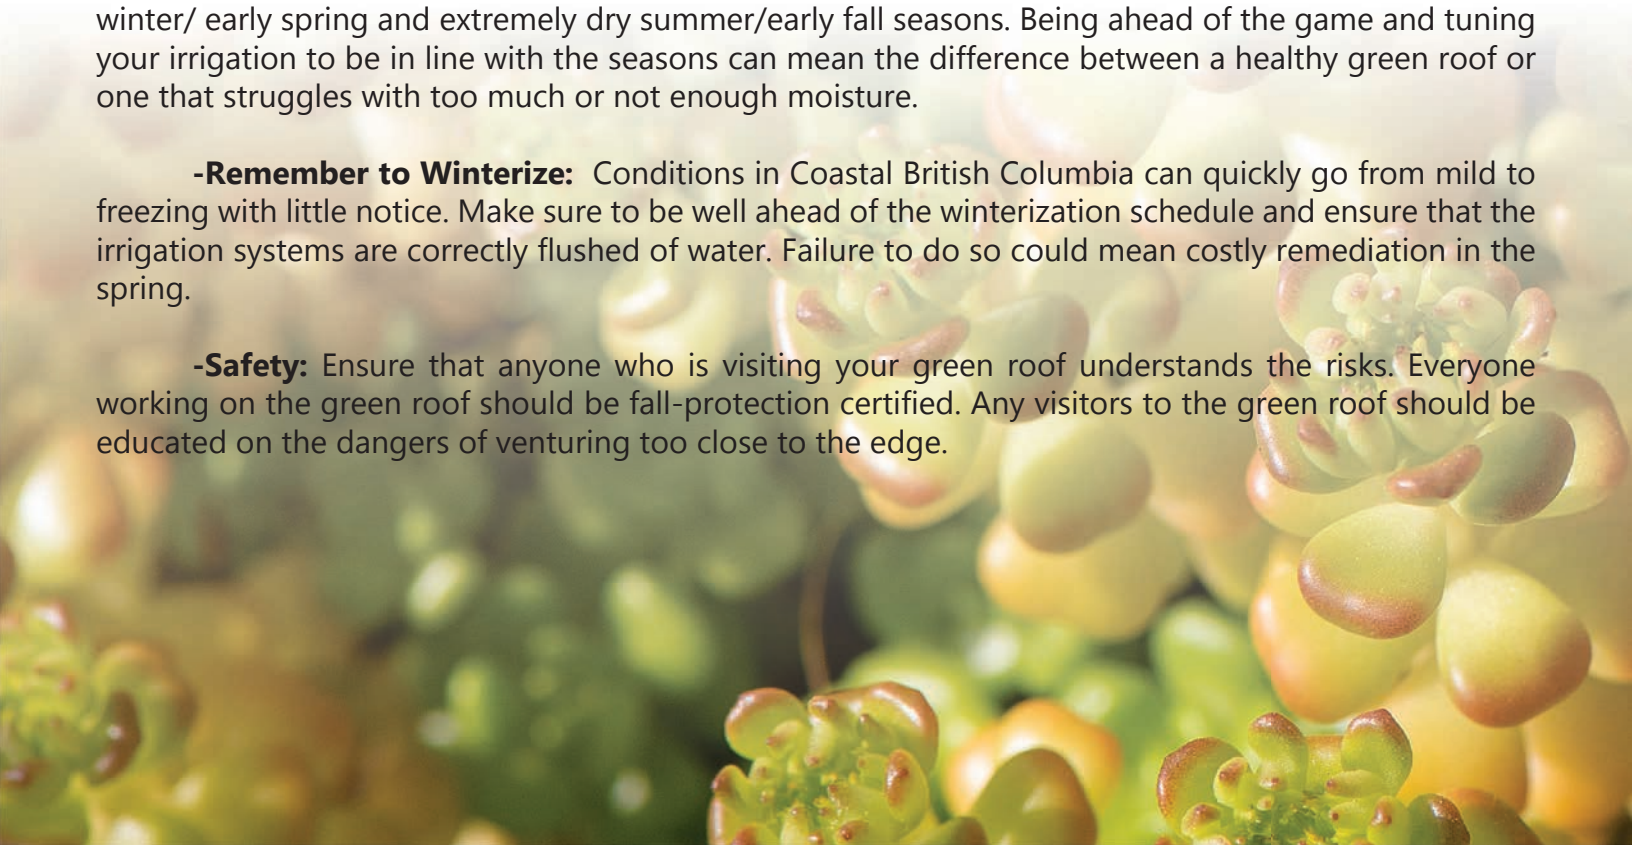 winter/ early spring and extremely dry summer/early fall seasons. Being ahead of the game and tuning
your irrigation to be in line with the seasons can mean the difference between a healthy green roof or
one that struggles with too much or not enough moisture.
-Remember to Winterize: Conditions in Coastal British Columbia can quickly go from mild to
freezing with little notice. Make sure to be well ahead of the winterization schedule and ensure that the
irrigation systems are correctly flushed of water. Failure to do so could mean costly remediation in the
spring.
-Safety: Ensure that anyone who is visiting your green roof understands the risks. Everyone
working on the green roof should be fall-protection certified. Any visitors to the green roof should be
educated on the dangers of venturing too close to the edge.